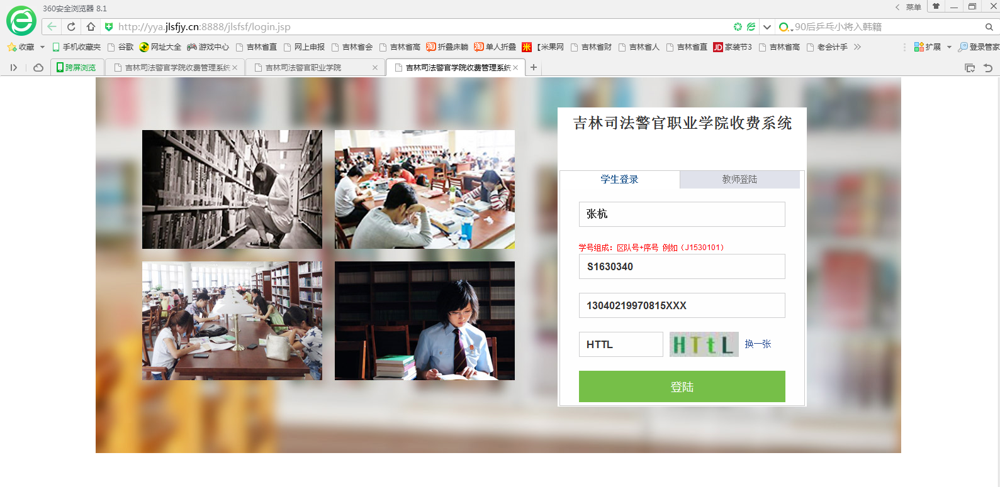 360安全浏览器 8.1
菜单
http://yya.jlsfjy.cn:8888/jlsfsf/login.jsp
90后乒乓小将入韩籍
收藏 手机收藏夹 谷歌 网址大全 游戏中心 吉林省直 网上申报 吉林省会 吉林省高 淘 折叠床躺 淘 单人折叠 米 【米果网 吉林省财 吉林省人 吉林省直 JD 家装节3 吉林省高 老会计手 扩展 登录管家
跨屏浏览 吉林司法警官学院收费管理系统 吉林司法警官职业学院 吉林司法警官学院收费管理系统
吉林司法警官职业学院收费系统
学生登录 教师登陆
张杭
学号组成：区队号+序号 例如（J1530101）
S1630340
13040219970815XXX
HTTL HTtL 换一张
登陆